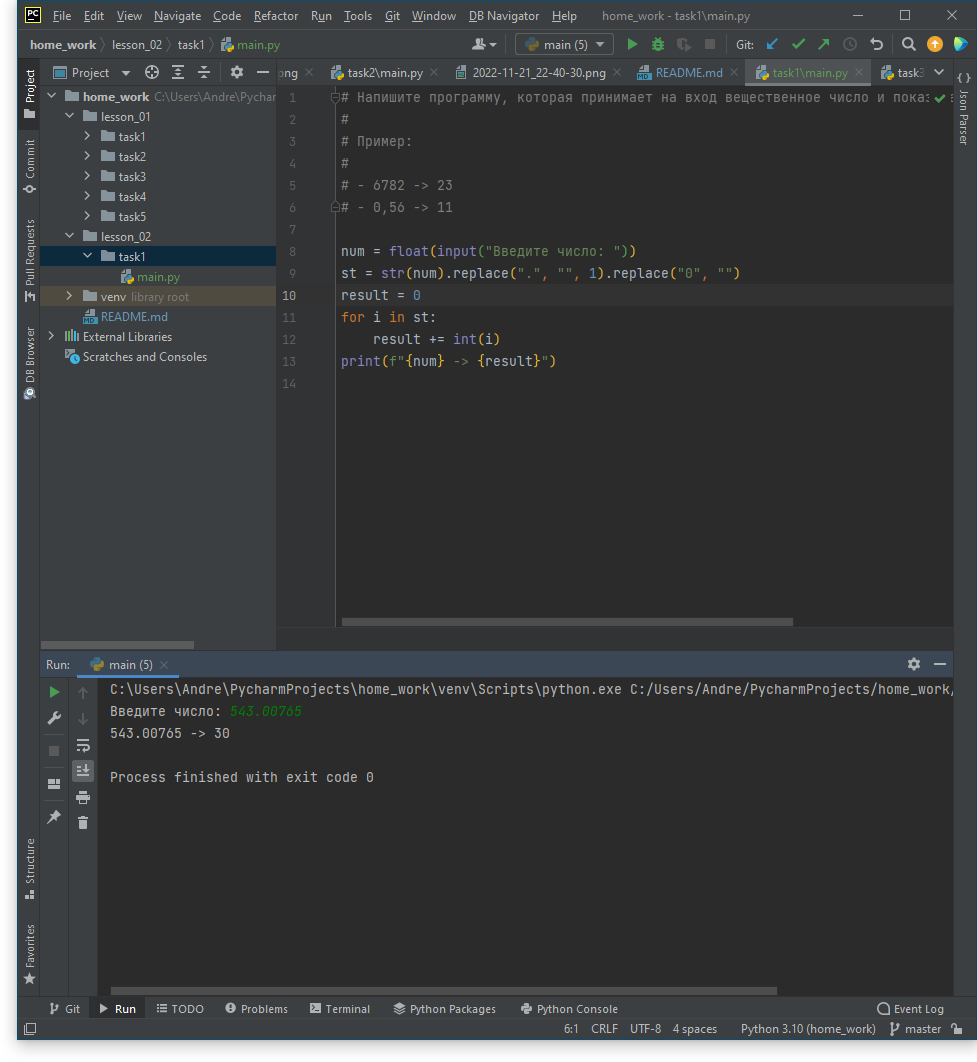 PC File Edit View Navigate Code Refactor Run Tools Git Window DB Navigator Help home_work - task1\main.py
home_work lesson_02 task1 main.py main (5) Git:
Project ng task2\main.py 2022-11-21_22-40-30.png README.md task1\main.py task3
home_work C:\Users\Andre\Pychar
lesson_01
task1
task2
task3
task4
task5
lesson_02
task1
main.py
venv library root
README.md
External Libraries
Scratches and Consoles
1 # Напишите программу, которая принимает на вход вещественное число и показ
2 #
3 # Пример:
4 #
5 # - 6782 -> 23
6 # - 0,56 -> 11
7
8 num = float(input("Введите число: "))
9 st = str(num).replace(".", "", 1).replace("0", "")
10 result = 0
11 for i in st:
12 result += int(i)
13 print(f"{num} -> {result}")
14
Project
Commit
Pull Requests
DB Browser
Structure
Favorites
{} Json Parser
Run: main (5)
C:\Users\Andre\PycharmProjects\home_work\venv\Scripts\python.exe C:/Users/Andre/PycharmProjects/home_work/
Введите число: 543.00765
543.00765 -> 30
Process finished with exit code 0
Git Run TODO Problems Terminal Python Packages Python Console Event Log
6:1 CRLF UTF-8 4 spaces Python 3.10 (home_work) master